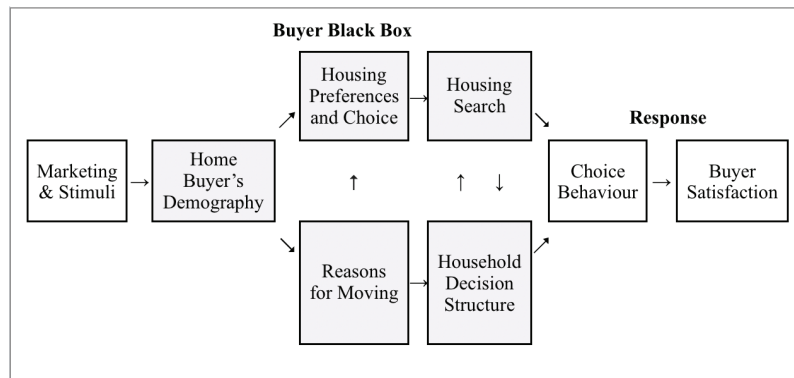 Buyer Black Box
Housing
Preferences
and Choice
Housing
Search
Response
Marketing
& Stimuli
Home
Buyer's
Demography
Choice
Behaviour
Buyer
Satisfaction
Reasons
for Moving
Household
Decision
Structure